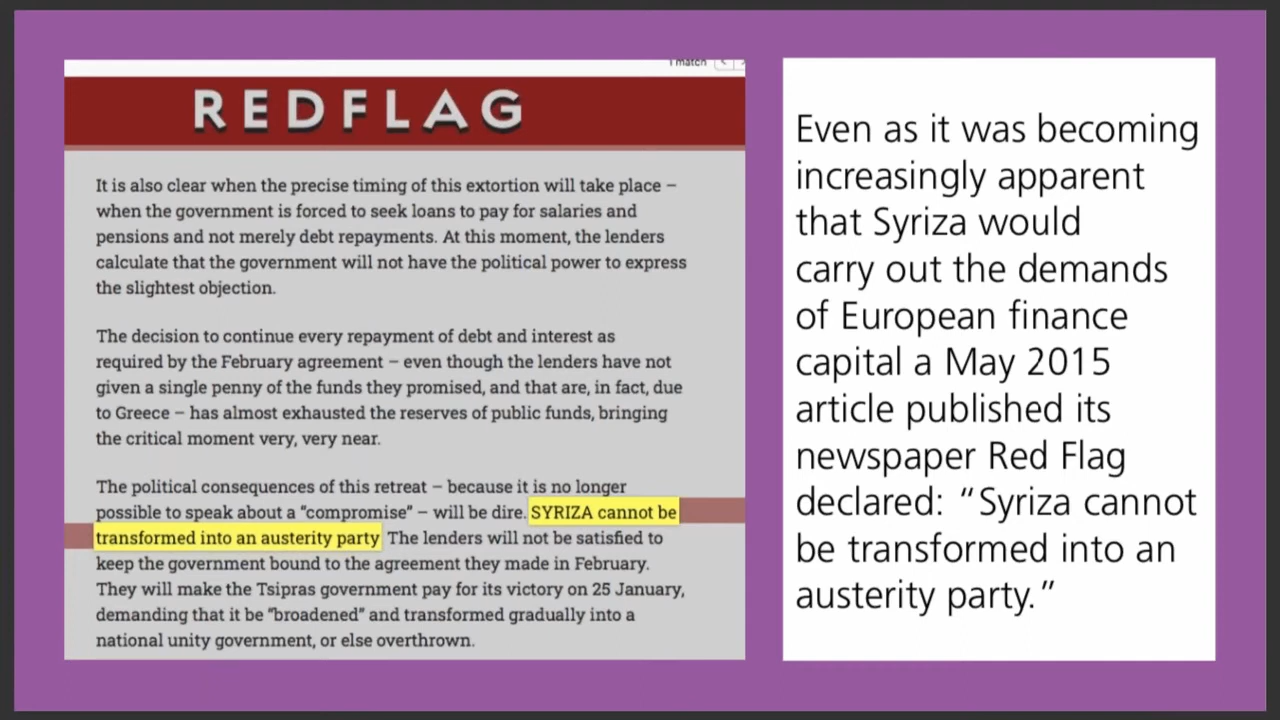 1 match
REDFLAG
It is also clear when the precise timing of this extortion will take place –
when the government is forced to seek loans to pay for salaries and
pensions and not merely debt repayments. At this moment, the lenders
calculate that the government will not have the political power to express
the slightest objection.
The decision to continue every repayment of debt and interest as
required by the February agreement – even though the lenders have not
given a single penny of the funds they promised, and that are, in fact, due
to Greece – has almost exhausted the reserves of public funds, bringing
the critical moment very, very near.
The political consequences of this retreat – because it is no longer
possible to speak about a "compromise" – will be dire. SYRIZA cannot be
transformed into an austerity party The lenders will not be satisfied to
keep the government bound to the agreement they made in February.
They will make the Tsipras government pay for its victory on 25 January,
demanding that it be "broadened" and transformed gradually into a
national unity government, or else overthrown.
Even as it was becoming
increasingly apparent
that Syriza would
carry out the demands
of European finance
capital a May 2015
article published its
newspaper Red Flag
declared: “Syriza cannot
be transformed into an
austerity party.”